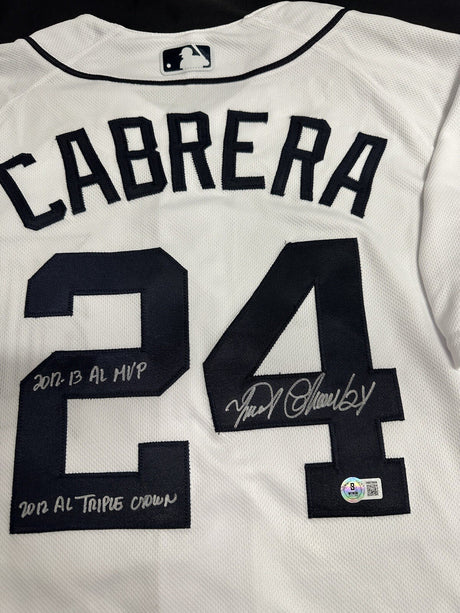 CABRERA
24
2012-13 AL MVP
2012 AL TRIPLE CROWN